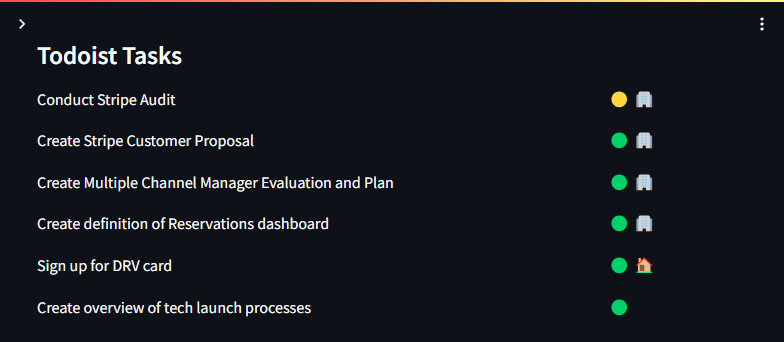 Todoist Tasks
Conduct Stripe Audit
Create Stripe Customer Proposal
Create Multiple Channel Manager Evaluation and Plan
Create definition of Reservations dashboard
Sign up for DRV card
Create overview of tech launch processes